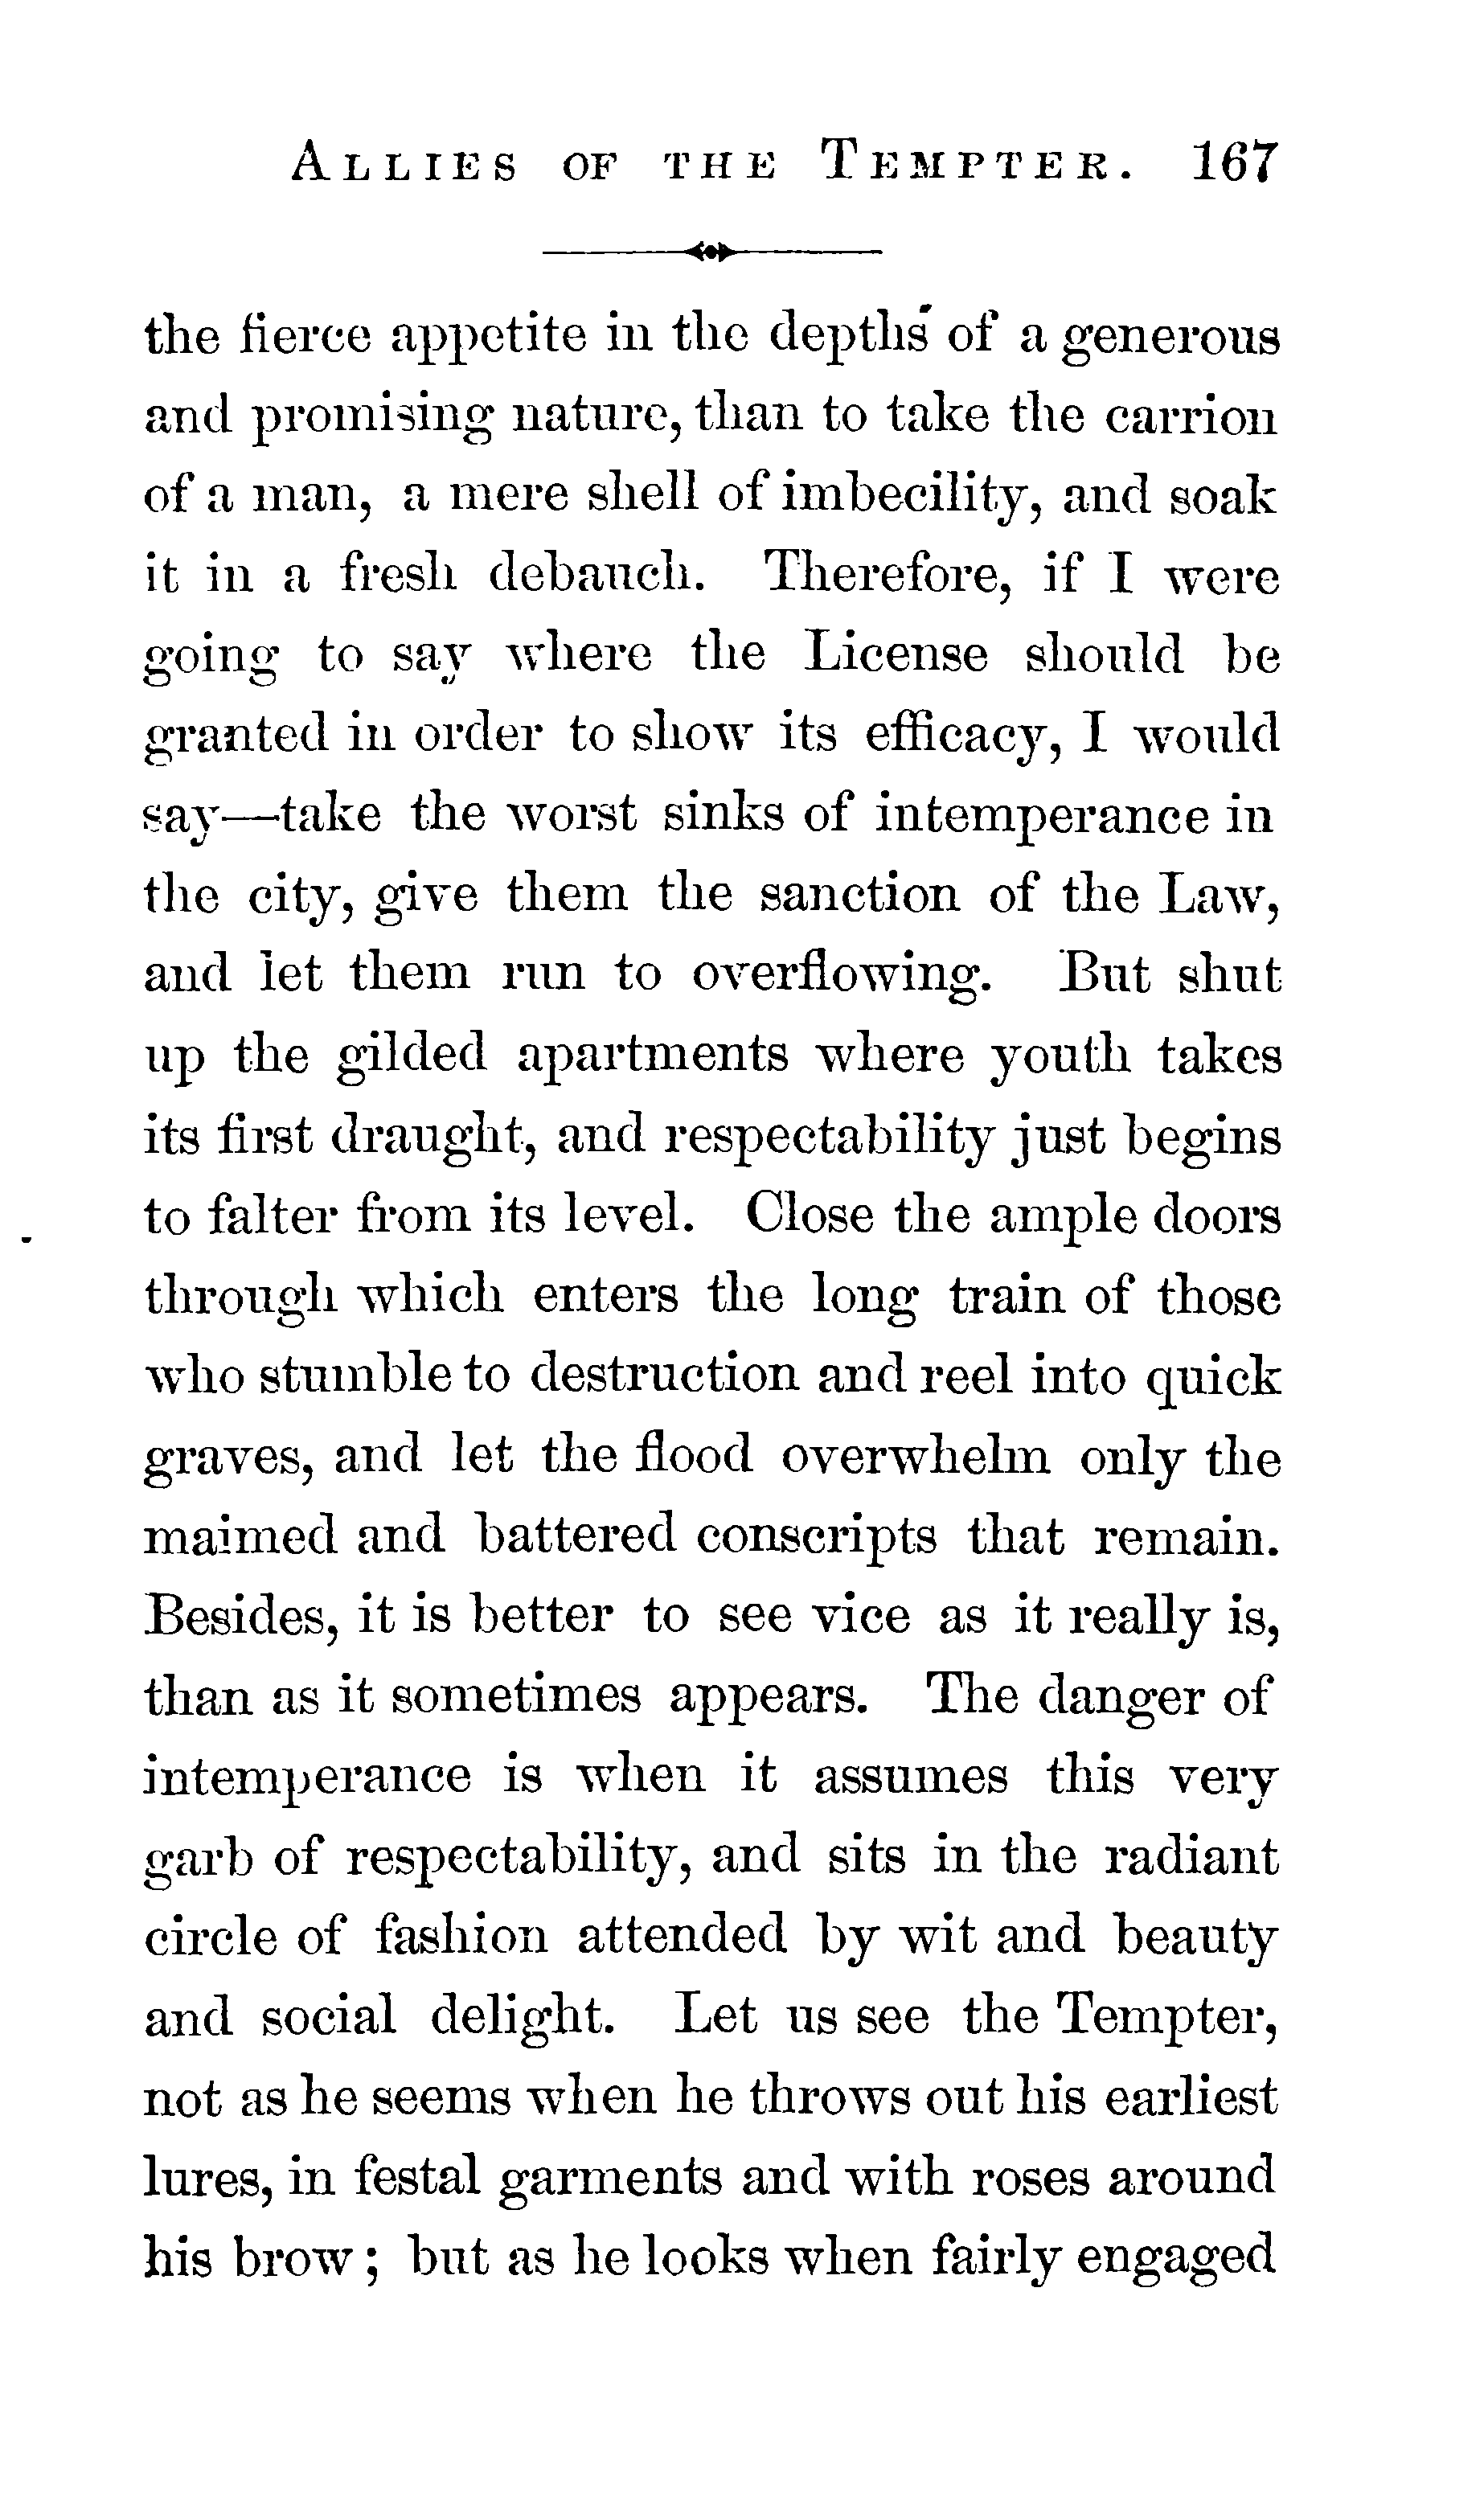 ALLIES OF THE TEMPTER. 167
the fierce appetite in the depths of a generous
and promising nature, than to take the carrion
of a man, a mere shell of imbecility, and soak
it in a fresh debauch. Therefore, if I were
going to say where the License should be
granted in order to show its efficacy, I would
say—take the worst sinks of intemperance in
the city, give them the sanction of the Law,
and let them run to overflowing. But shut
up the gilded apartments where youth takes
its first draught, and respectability just begins
to falter from its level. Close the ample doors
through which enters the long train of those
who stumble to destruction and reel into quick
graves, and let the flood overwhelm only the
maimed and battered conscripts that remain.
Besides, it is better to see vice as it really is,
than as it sometimes appears. The danger of
intemperance is when it assumes this very
garb of respectability, and sits in the radiant
circle of fashion attended by wit and beauty
and social delight. Let us see the Tempter,
not as he seems when he throws out his earliest
lures, in festal garments and with roses around
his brow; but as he looks when fairly engaged